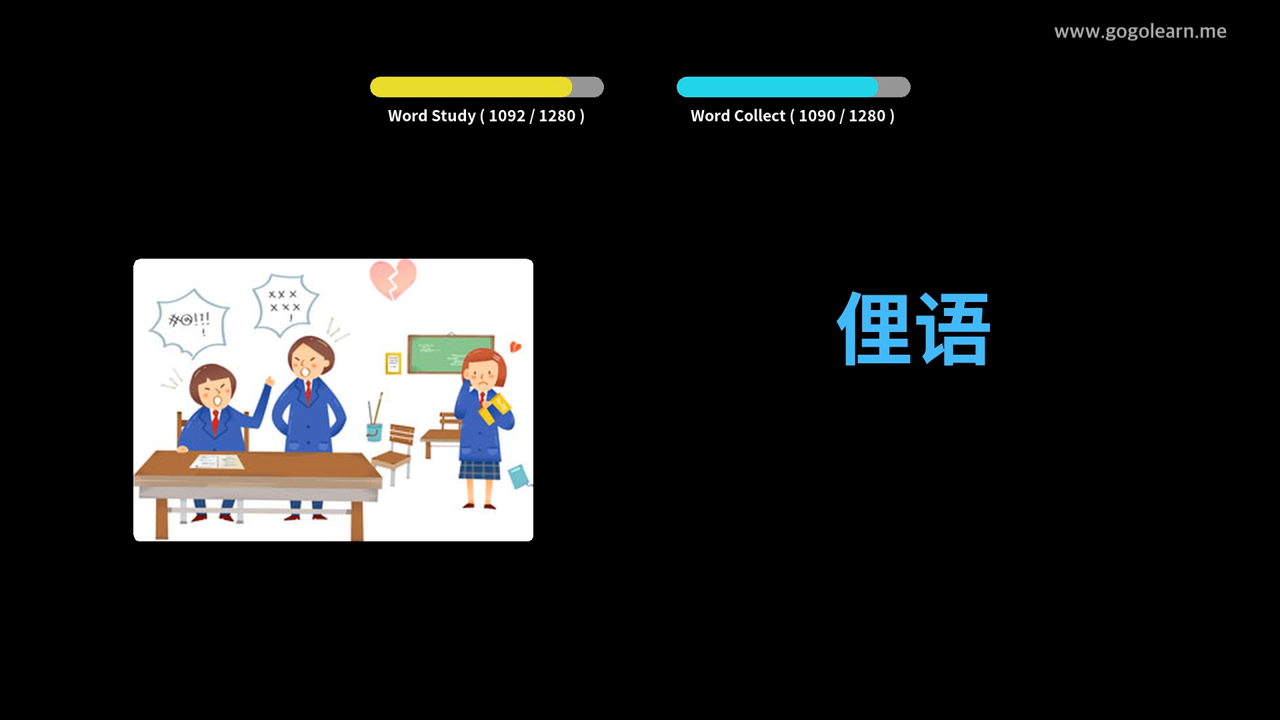 www.gogolearn.me
Word Study ( 1092 / 1280 )
Word Collect ( 1090 / 1280 )
#@!?!
!
x x x
x x x
!
俚语